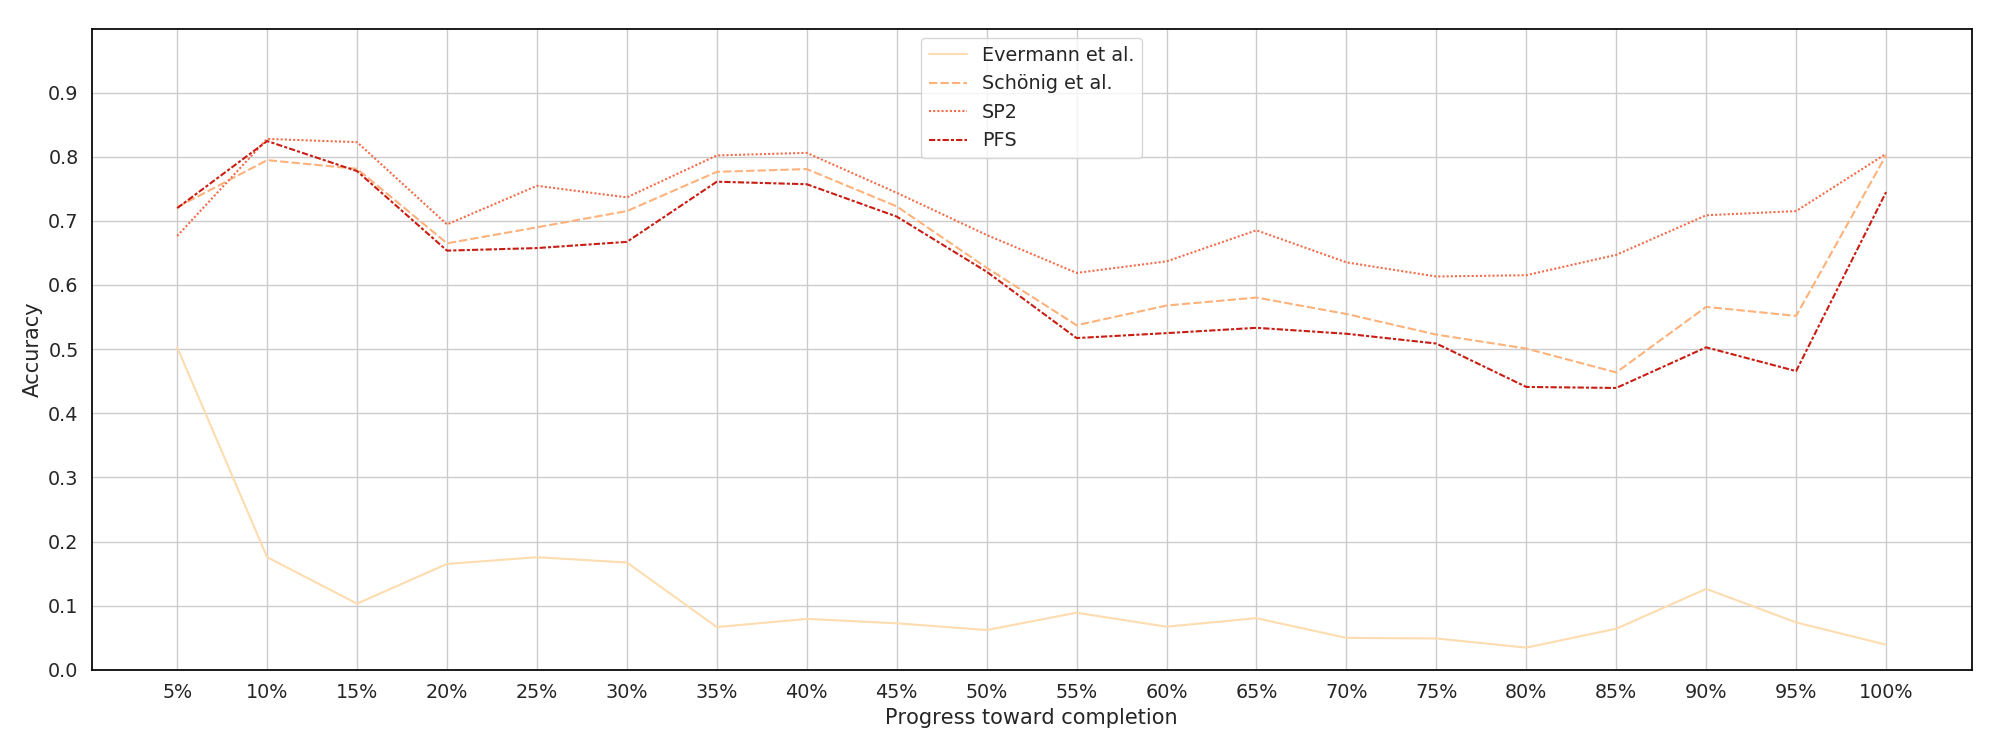 Evermann et al.
Schönig et al.
SP2
PFS
0.9
0.8
0.7
0.6
0.5
0.4
0.3
0.2
0.1
0.0
Accuracy
5% 10% 15% 20% 25% 30% 35% 40% 45% 50% 55% 60% 65% 70% 75% 80% 85% 90% 95% 100%
Progress toward completion